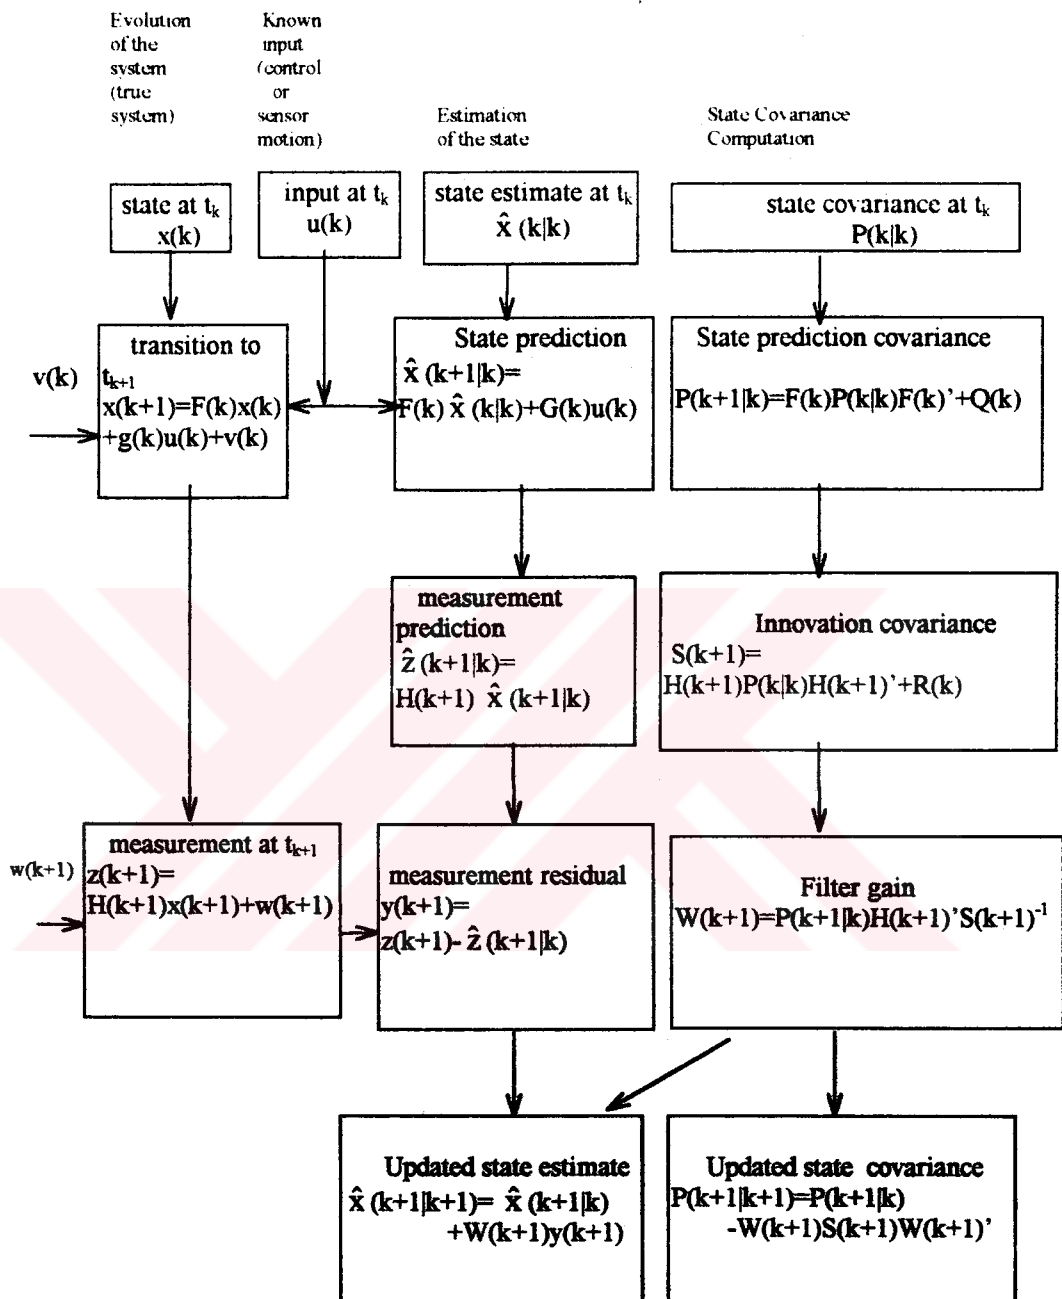 Evolution
of the
system
(true
system)
Known
input
(control
or
sensor
motion)
Estimation
of the state
State Covariance
Computation
state at tₖ
x(k)
input at tₖ
u(k)
state estimate at tₖ
x̂ (k|k)
state covariance at tₖ
P(k|k)
v(k)
transition to
tₖ₊₁
x(k+1)=F(k)x(k)
+g(k)u(k)+v(k)
State prediction
x̂ (k+1|k)=
F(k) x̂ (k|k)+G(k)u(k)
State prediction covariance
P(k+1|k)=F(k)P(k|k)F(k)’+Q(k)
measurement
prediction
ẑ (k+1|k)=
H(k+1) x̂ (k+1|k)
Innovation covariance
S(k+1)=
H(k+1)P(k|k)H(k+1)’+R(k)
w(k+1)
measurement at tₖ₊₁
z(k+1)=
H(k+1)x(k+1)+w(k+1)
measurement residual
y(k+1)=
z(k+1)- ẑ (k+1|k)
Filter gain
W(k+1)=P(k+1|k)H(k+1)’S(k+1)⁻¹
Updated state estimate
x̂ (k+1|k+1)= x̂ (k+1|k)
+W(k+1)y(k+1)
Updated state covariance
P(k+1|k+1)=P(k+1|k)
-W(k+1)S(k+1)W(k+1)’